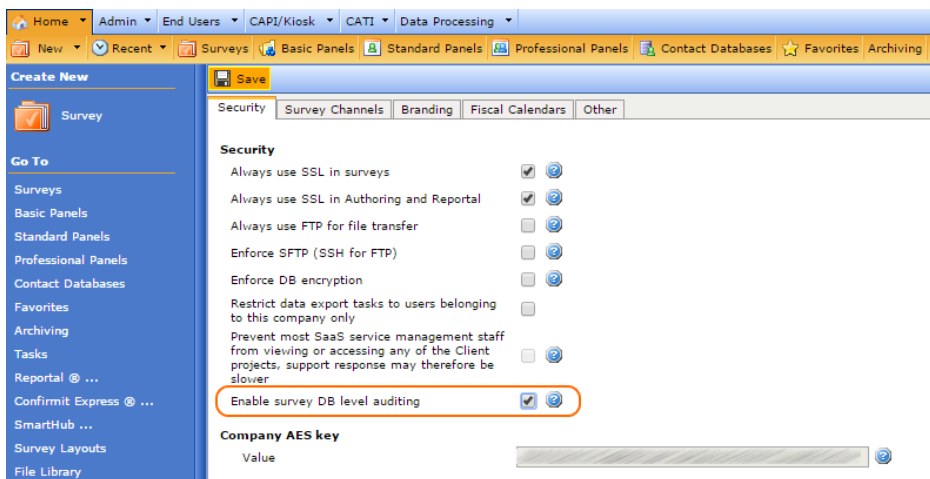 Home Admin End Users CAPI/Kiosk CATI Data Processing
New Recent Surveys Basic Panels Standard Panels Professional Panels Contact Databases Favorites Archiving
Create New
Survey
Go To
Surveys
Basic Panels
Standard Panels
Professional Panels
Contact Databases
Favorites
Archiving
Tasks
Reportal ® ...
Confirmit Express ® ...
SmartHub ...
Survey Layouts
File Library
Save
Security Survey Channels Branding Fiscal Calendars Other
Security
Always use SSL in surveys
Always use SSL in Authoring and Reportal
Always use FTP for file transfer
Enforce SFTP (SSH for FTP)
Enforce DB encryption
Restrict data export tasks to users belonging
to this company only
Prevent most SaaS service management staff
from viewing or accessing any of the Client
projects, support response may therefore be
slower
Enable survey DB level auditing
Company AES key
Value